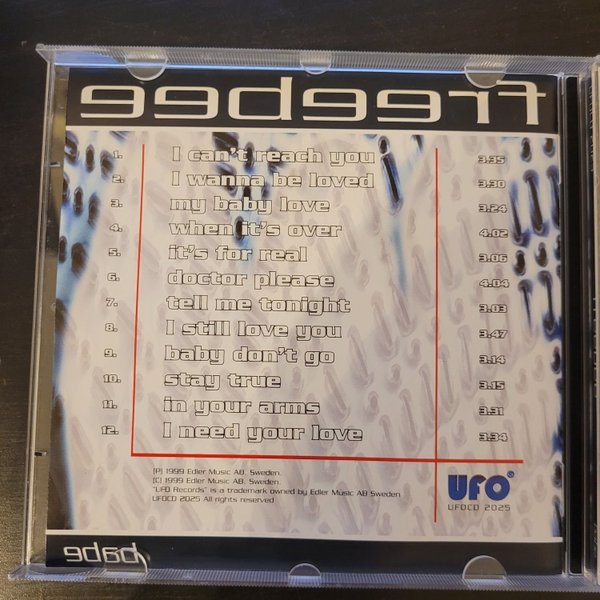 freebee
1. I can't reach you 3.35
2. I wanna be loved 3.30
3. my baby love 3.24
4. when it's over 4.02
5. it's for real 3.06
6. doctor please 4.04
7. tell me tonight 3.03
8. I still love you 3.47
9. baby don't go 3.14
10. stay true 3.15
11. in your arms 3.31
12. I need your love 3.34
(P) 1999 Edler Music AB. Sweden.
(C) 1999 Edler Music AB. Sweden.
"UFO Records" is a trademark owned by Edler Music AB Sweden
UFOCD 2025 All rights reserved
UFO
UFOCD 2025
babe